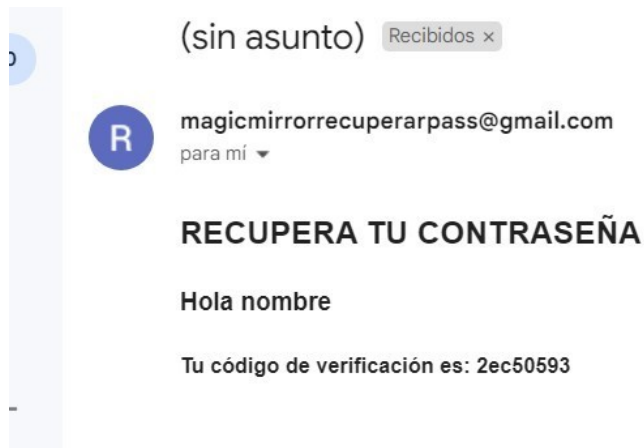 (sin asunto) Recibidos ×
R
magicmirrorrecuperarpass@gmail.com
para mí
RECUPERA TU CONTRASEÑA
Hola nombre
Tu código de verificación es: 2ec50593